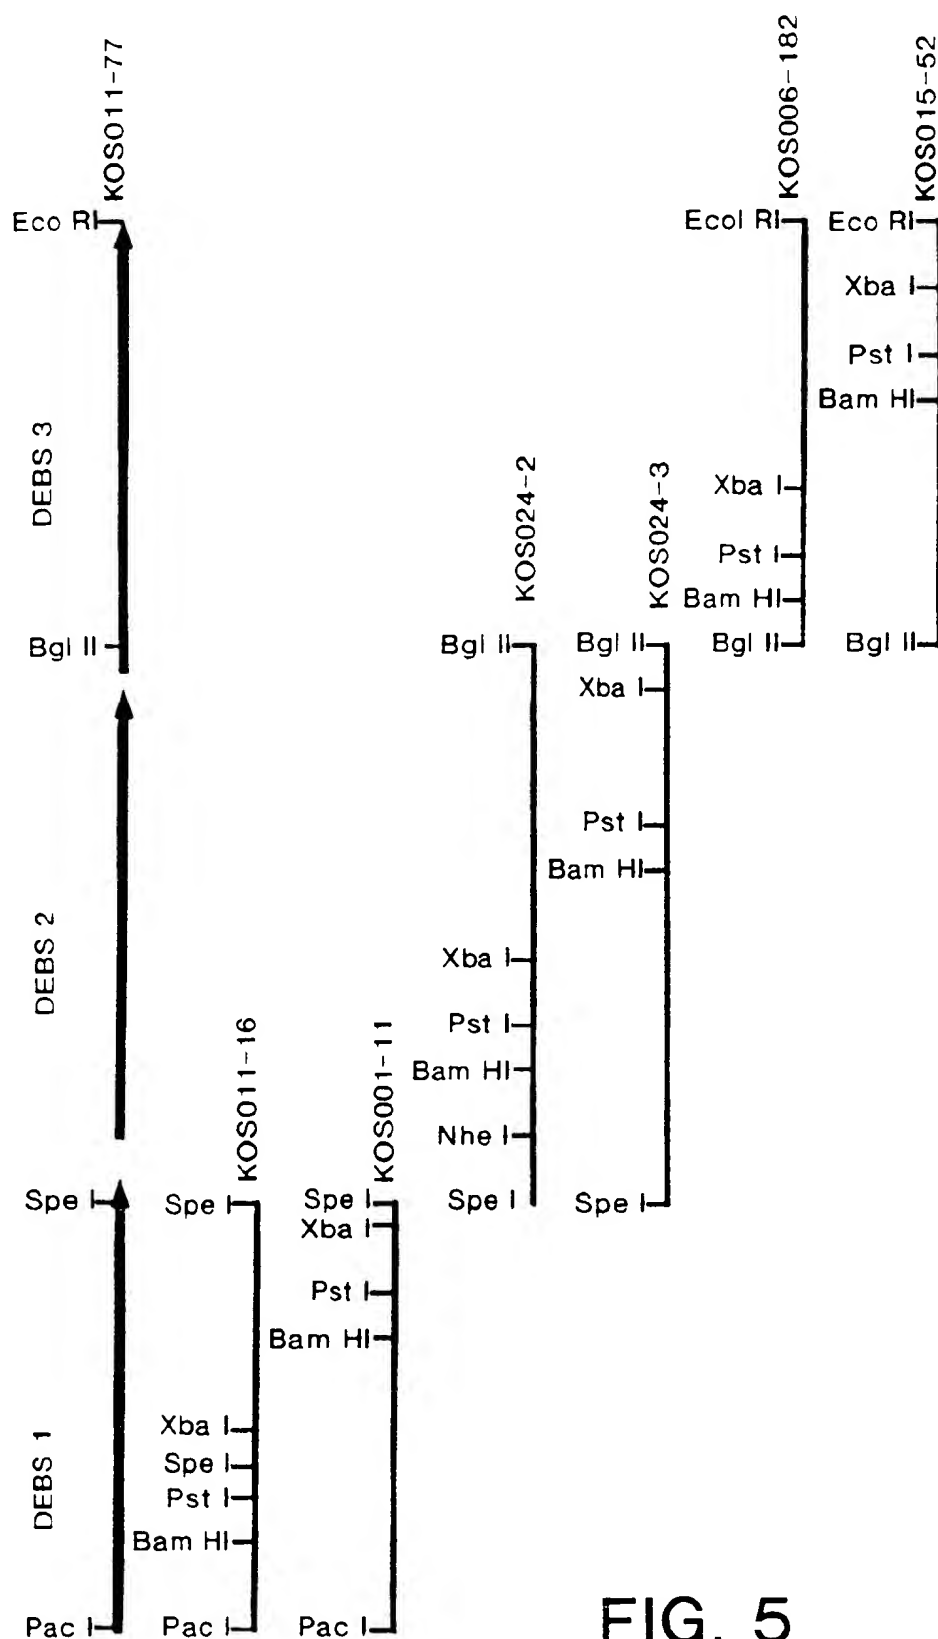 KOS011-77
Eco RI
DEBS 3
Bgl II
DEBS 2
Spe I
DEBS 1
Pac I
KOS011-16
Spe I
Xba I
Spe I
Pst I
Bam HI
Pac I
KOS001-11
Spe I
Xba I
Pst I
Bam HI
Pac I
KOS024-2
Bgl II
Xba I
Pst I
Bam HI
Nhe I
Spe I
KOS024-3
Bgl II
Xba I
Pst I
Bam HI
Spe I
KOS006-182
Ecol RI
Xba I
Pst I
Bam HI
Bgl II
KOS015-52
Eco RI
Xba I
Pst I
Bam HI
Bgl II
FIG. 5